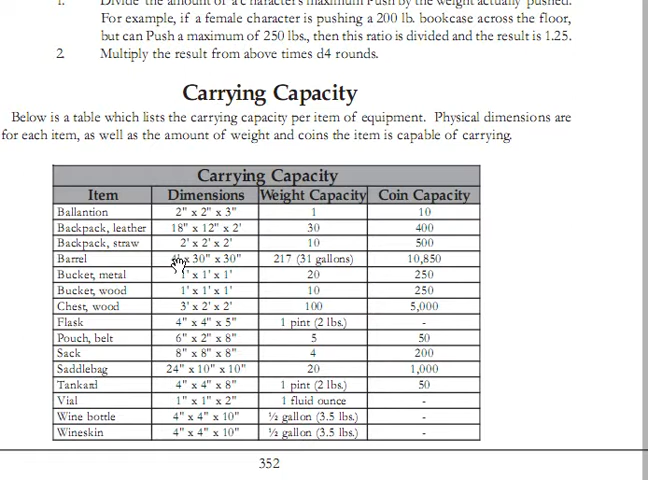 1. Divide the amount of a character's maximum Push by the weight actually pushed.
For example, if a female character is pushing a 200 lb. bookcase across the floor,
but can Push a maximum of 250 lbs., then this ratio is divided and the result is 1.25.
2. Multiply the result from above times d4 rounds.
Carrying Capacity
Below is a table which lists the carrying capacity per item of equipment. Physical dimensions are
for each item, as well as the amount of weight and coins the item is capable of carrying.
Carrying Capacity
Item Dimensions Weight Capacity Coin Capacity
Ballantion 2" x 2" x 3" 1 10
Backpack, leather 18" x 12" x 2' 30 400
Backpack, straw 2' x 2' x 2' 10 500
Barrel x 30" x 30" 217 (31 gallons) 10,850
Bucket, metal 1' x 1' x 1' 20 250
Bucket, wood 1' x 1' x 1' 10 250
Chest, wood 3' x 2' x 2' 100 5,000
Flask 4" x 4" x 5" 1 pint (2 lbs.) -
Pouch, belt 6" x 2" x 8" 5 50
Sack 8" x 8" x 8" 4 200
Saddlebag 24" x 10" x 10" 20 1,000
Tankard 4" x 4" x 8" 1 pint (2 lbs.) 50
Vial 1" x 1" x 2" 1 fluid ounce -
Wine bottle 4" x 4" x 10" ½ gallon (3.5 lbs.) -
Wineskin 4" x 4" x 10" ½ gallon (3.5 lbs.) -
352